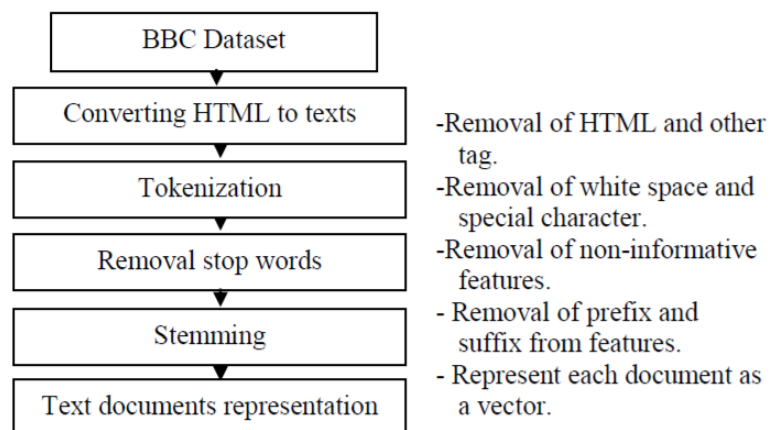 BBC Dataset
Converting HTML to texts
Tokenization
Removal stop words
Stemming
Text documents representation
-Removal of HTML and other
tag.
-Removal of white space and
special character.
-Removal of non-informative
features.
- Removal of prefix and
suffix from features.
- Represent each document as
a vector.